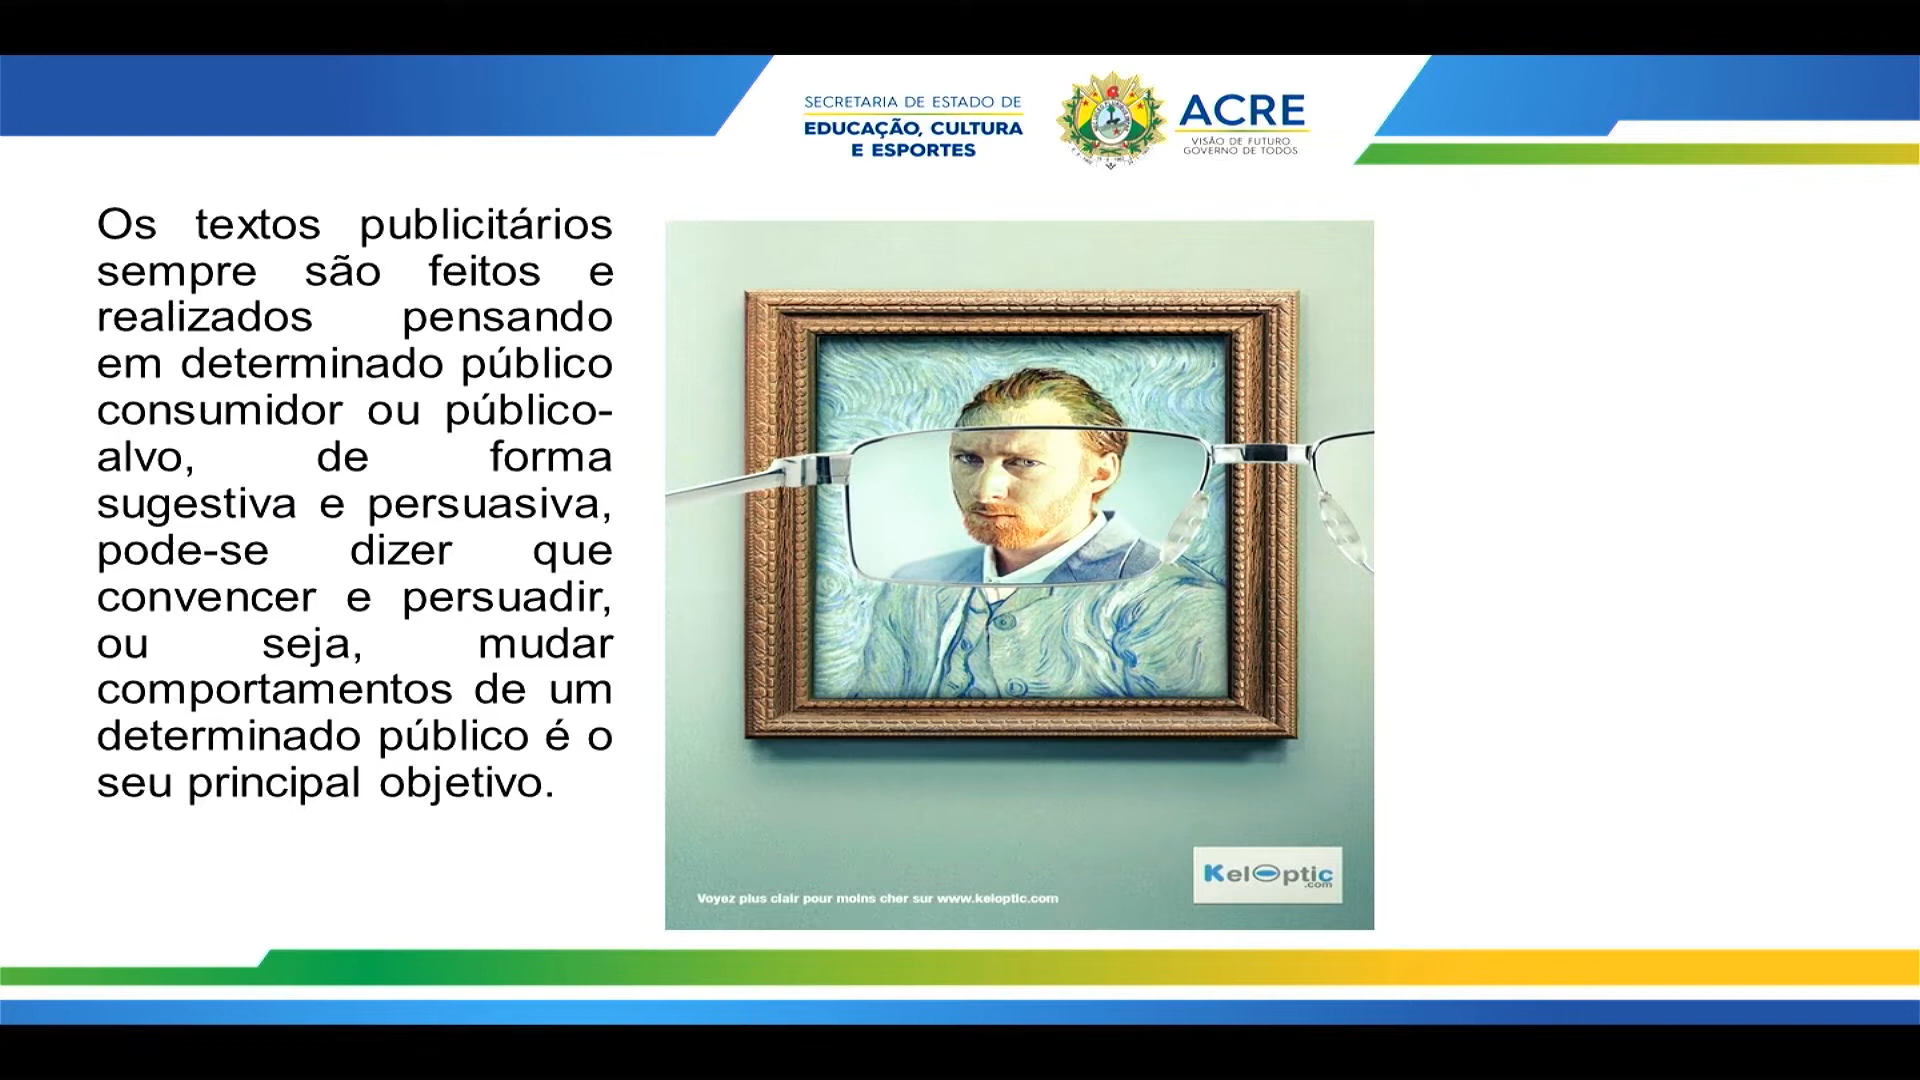 SECRETARIA DE ESTADO DE
EDUCAÇÃO, CULTURA
E ESPORTES
ACRE
VISÃO DE FUTURO
GOVERNO DE TODOS
Os textos publicitários
sempre são feitos e
realizados pensando
em determinado público
consumidor ou público-
alvo, de forma
sugestiva e persuasiva,
pode-se dizer que
convencer e persuadir,
ou seja, mudar
comportamentos de um
determinado público é o
seu principal objetivo.
KelOptic
.com
Voyez plus clair pour moins cher sur www.keloptic.com